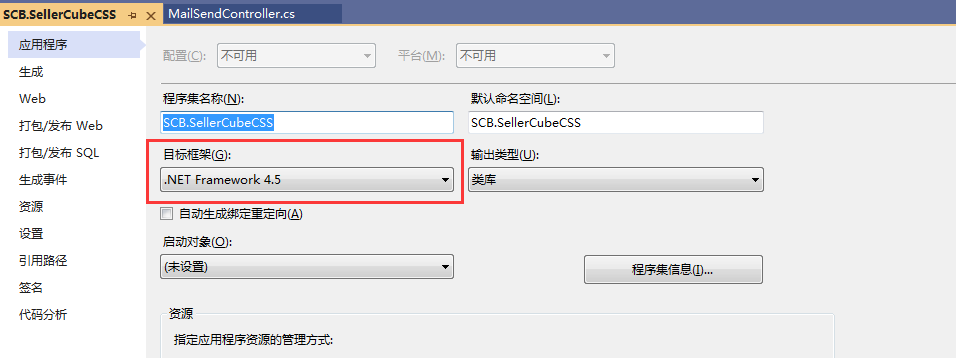 SCB.SellerCubeCSS
MailSendController.cs
应用程序
生成
Web
打包/发布 Web
打包/发布 SQL
生成事件
资源
设置
引用路径
签名
代码分析
配置(C):
不可用
平台(M):
不可用
程序集名称(N):
默认命名空间(L):
SCB.SellerCubeCSS
SCB.SellerCubeCSS
目标框架(G):
输出类型(U):
.NET Framework 4.5
类库
自动生成绑定重定向(A)
启动对象(O):
(未设置)
程序集信息(I)...
资源
指定应用程序资源的管理方式: